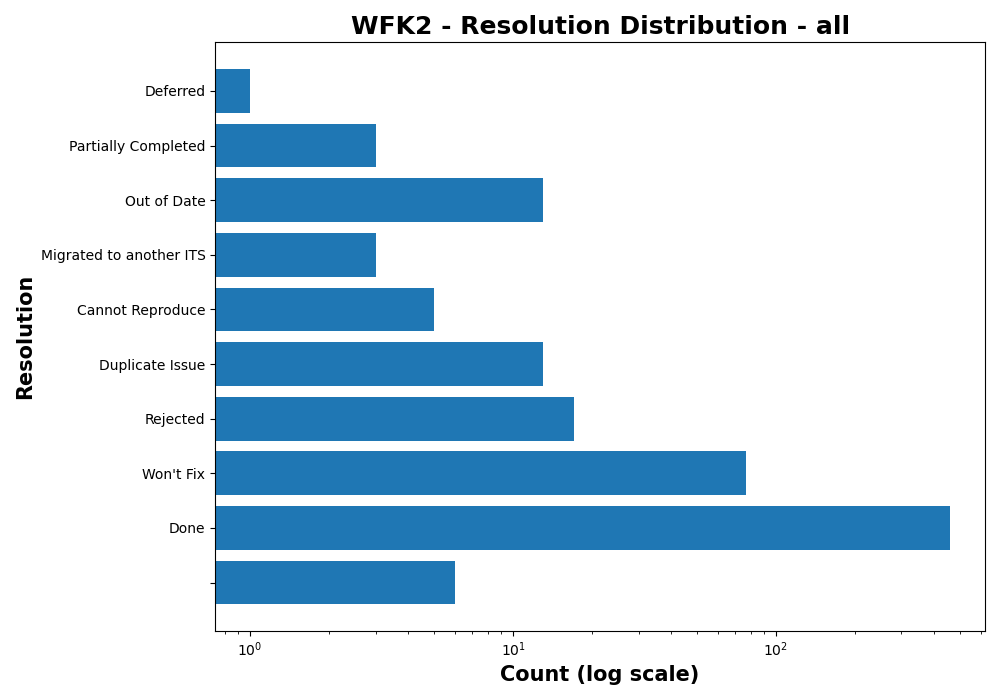 WFK2 - Resolution Distribution - all
Deferred
Partially Completed
Out of Date
Migrated to another ITS
Cannot Reproduce
Duplicate Issue
Rejected
Won't Fix
Done
Resolution
10⁰ 10¹ 10²
Count (log scale)